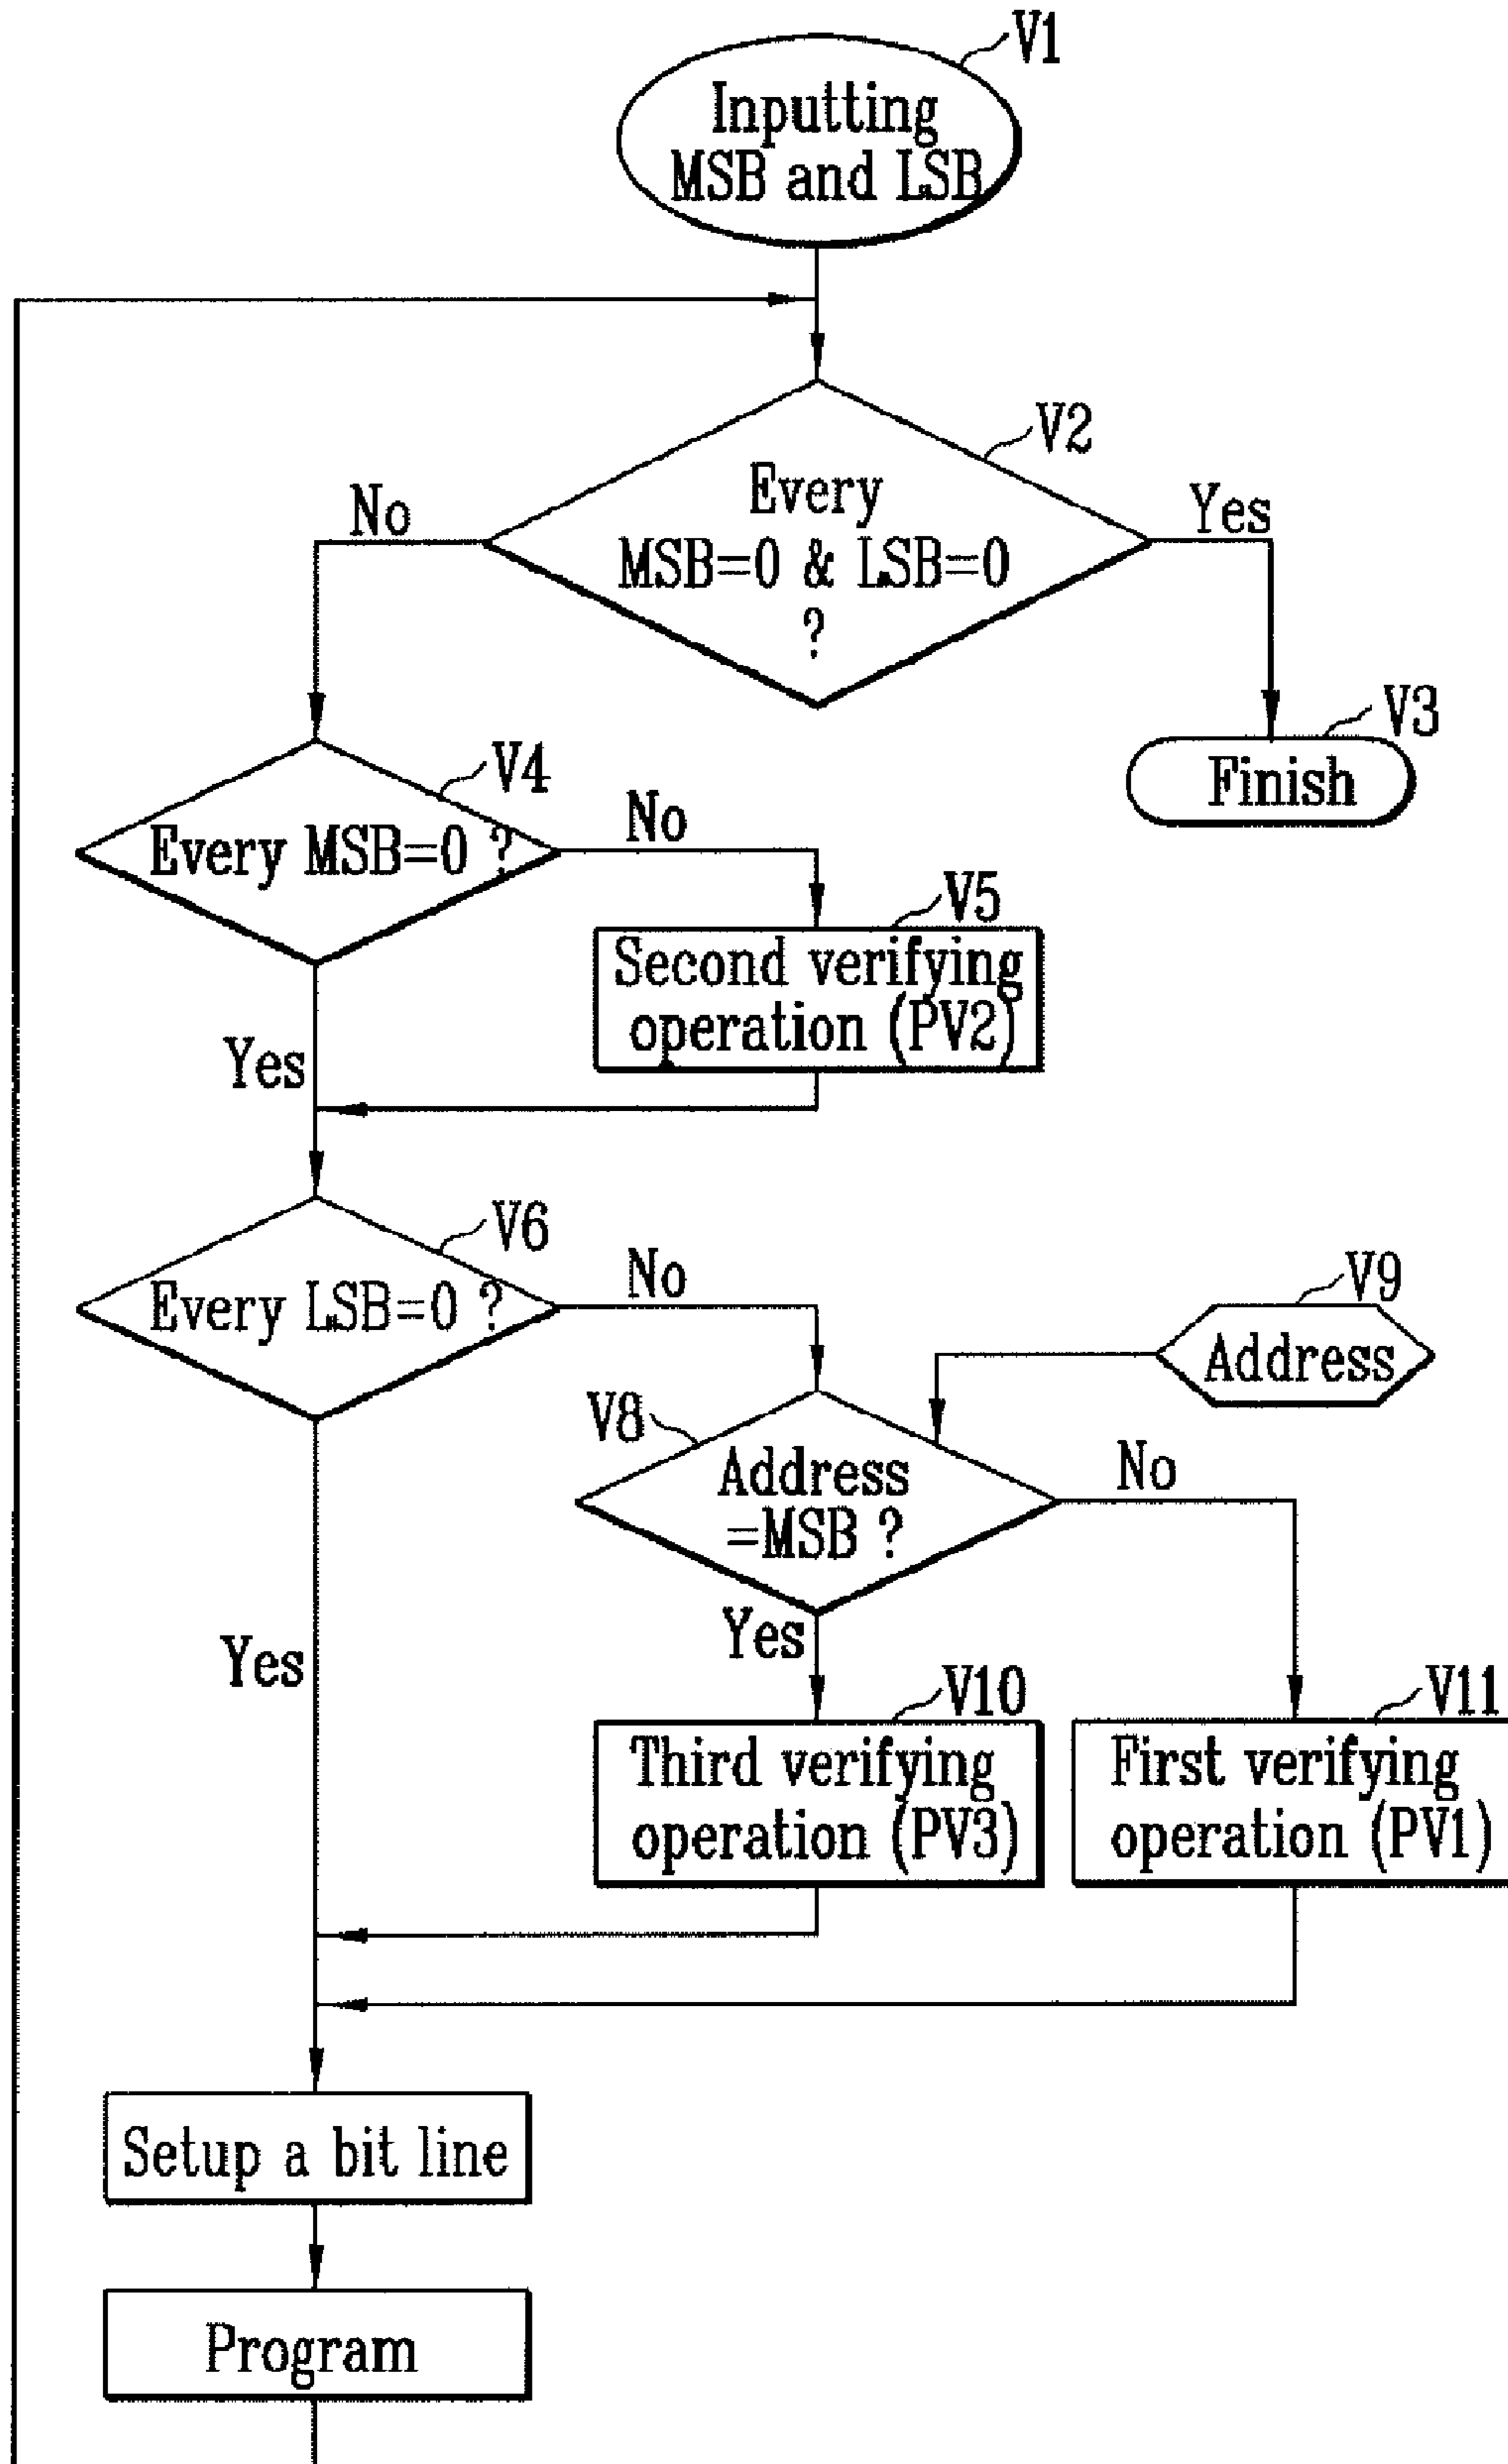 V1
Inputting
MSB and LSB
V2
Every
MSB=0 & LSB=0
?
No
Yes
V3
Finish
V4
Every MSB=0 ?
No
V5
Second verifying
operation (PV2)
Yes
V6
Every LSB=0 ?
No
V9
Address
V8
Address
=MSB ?
No
Yes
Yes
V10
Third verifying
operation (PV3)
V11
First verifying
operation (PV1)
Setup a bit line
Program